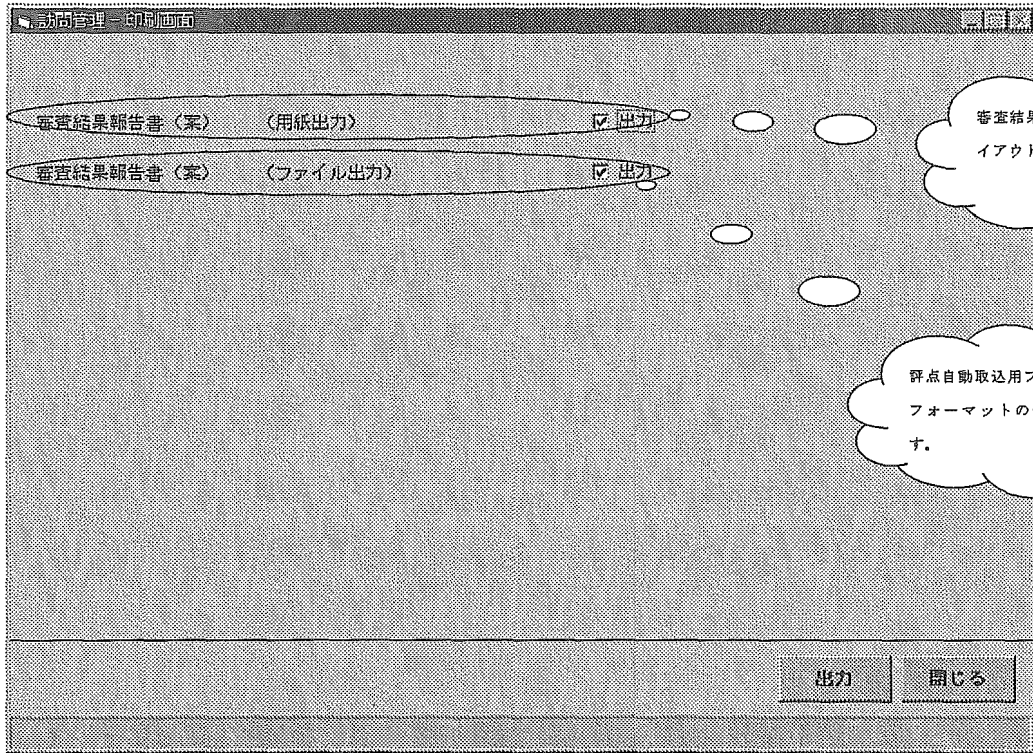 訪問管理 - 印刷画面
審査結果報告書（案）　（用紙出力）　出力
審査結果報告書（案）　（ファイル出力）　出力
審査結果
イアウト
評点自動取込用フ
フォーマットの
す。
出力　閉じる